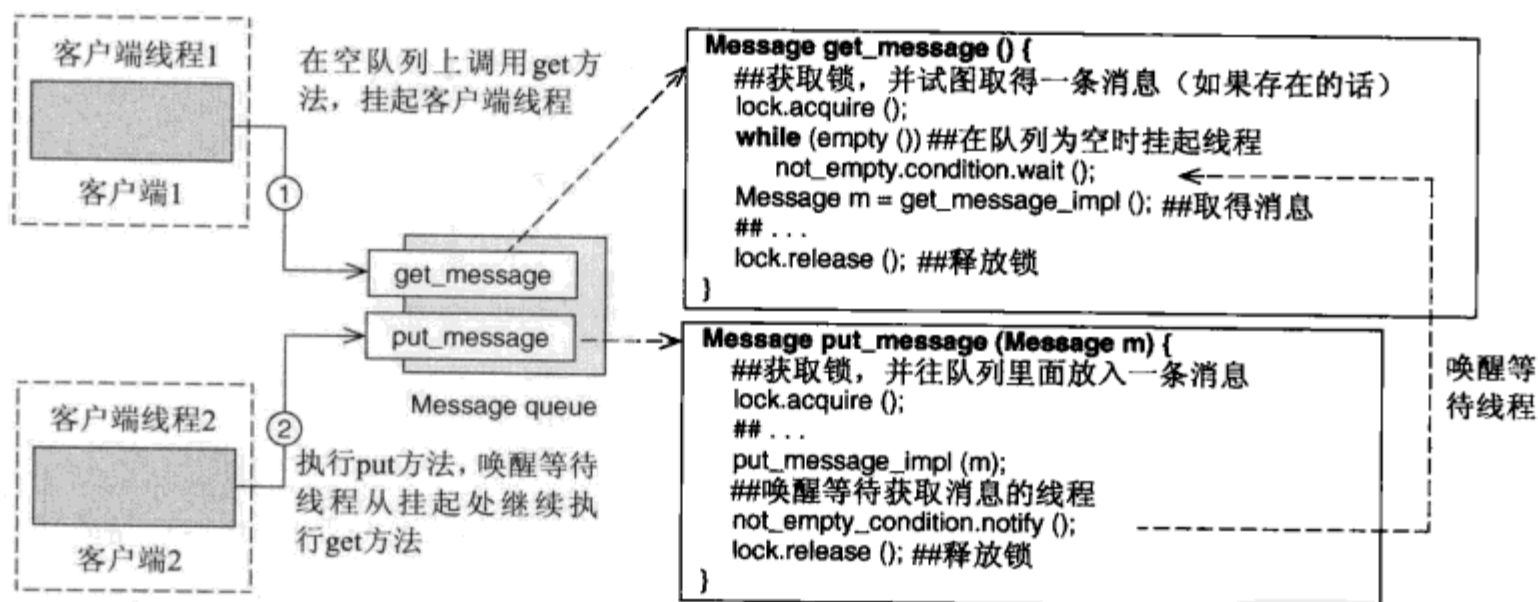 客户端线程1
客户端1
在空队列上调用get方
法，挂起客户端线程
①
get_message
put_message
Message queue
客户端线程2
客户端2
②
执行put方法，唤醒等待
线程从挂起处继续执
行get方法
Message get_message () {
##获取锁，并试图取得一条消息（如果存在的话）
lock.acquire ();
while (empty ()) ##在队列为空时挂起线程
not_empty.condition.wait ();
Message m = get_message_impl (); ##取得消息
## . . .
lock.release (); ##释放锁
}
Message put_message (Message m) {
##获取锁，并往队列里面放入一条消息
lock.acquire ();
## . . .
put_message_impl (m);
##唤醒等待获取消息的线程
not_empty_condition.notify ();
lock.release (); ##释放锁
}
唤醒等
待线程